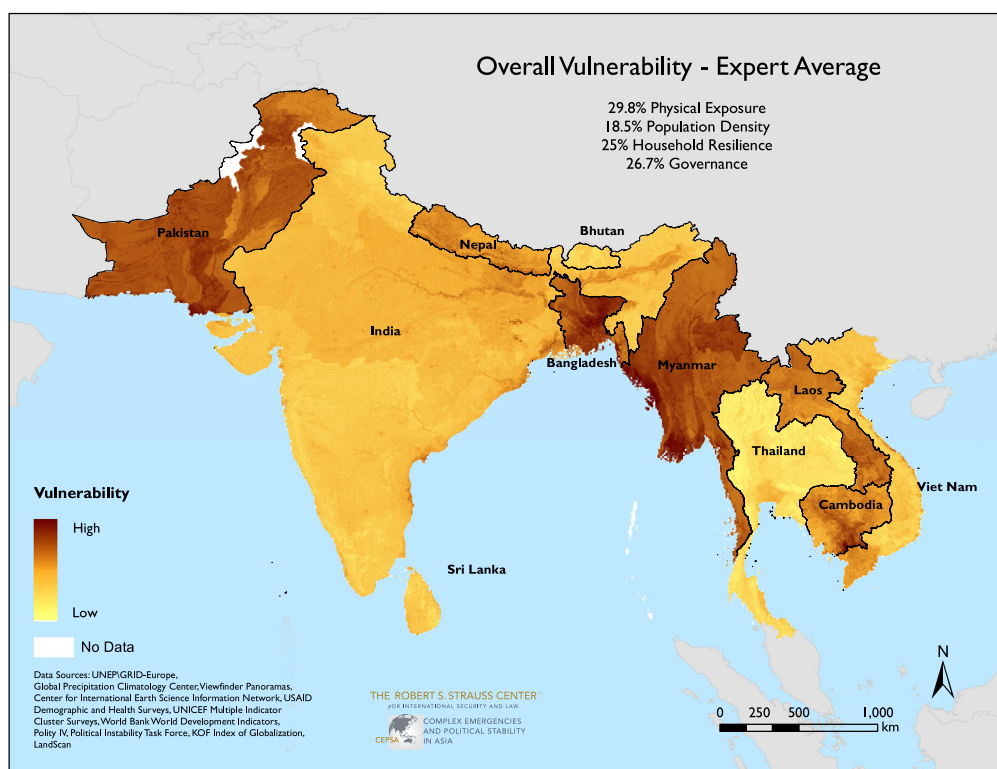 Overall Vulnerability - Expert Average
29.8% Physical Exposure
18.5% Population Density
25% Household Resilience
26.7% Governance
Pakistan
Nepal
Bhutan
India
Bangladesh
Myanmar
Laos
Thailand
Viet Nam
Cambodia
Sri Lanka
Vulnerability
High
Low
No Data
Data Sources: UNEP\GRID-Europe,
Global Precipitation Climatology Center, Viewfinder Panoramas,
Center for International Earth Science Information Network, USAID
Demographic and Health Surveys, UNICEF Multiple Indicator
Cluster Surveys, World Bank World Development Indicators,
Polity IV, Political Instability Task Force, KOF Index of Globalization,
LandScan
THE ROBERT S. STRAUSS CENTER™
FOR INTERNATIONAL SECURITY AND LAW
CEPSA
COMPLEX EMERGENCIES
AND POLITICAL STABILITY
IN ASIA
N
0 250 500 1,000
km